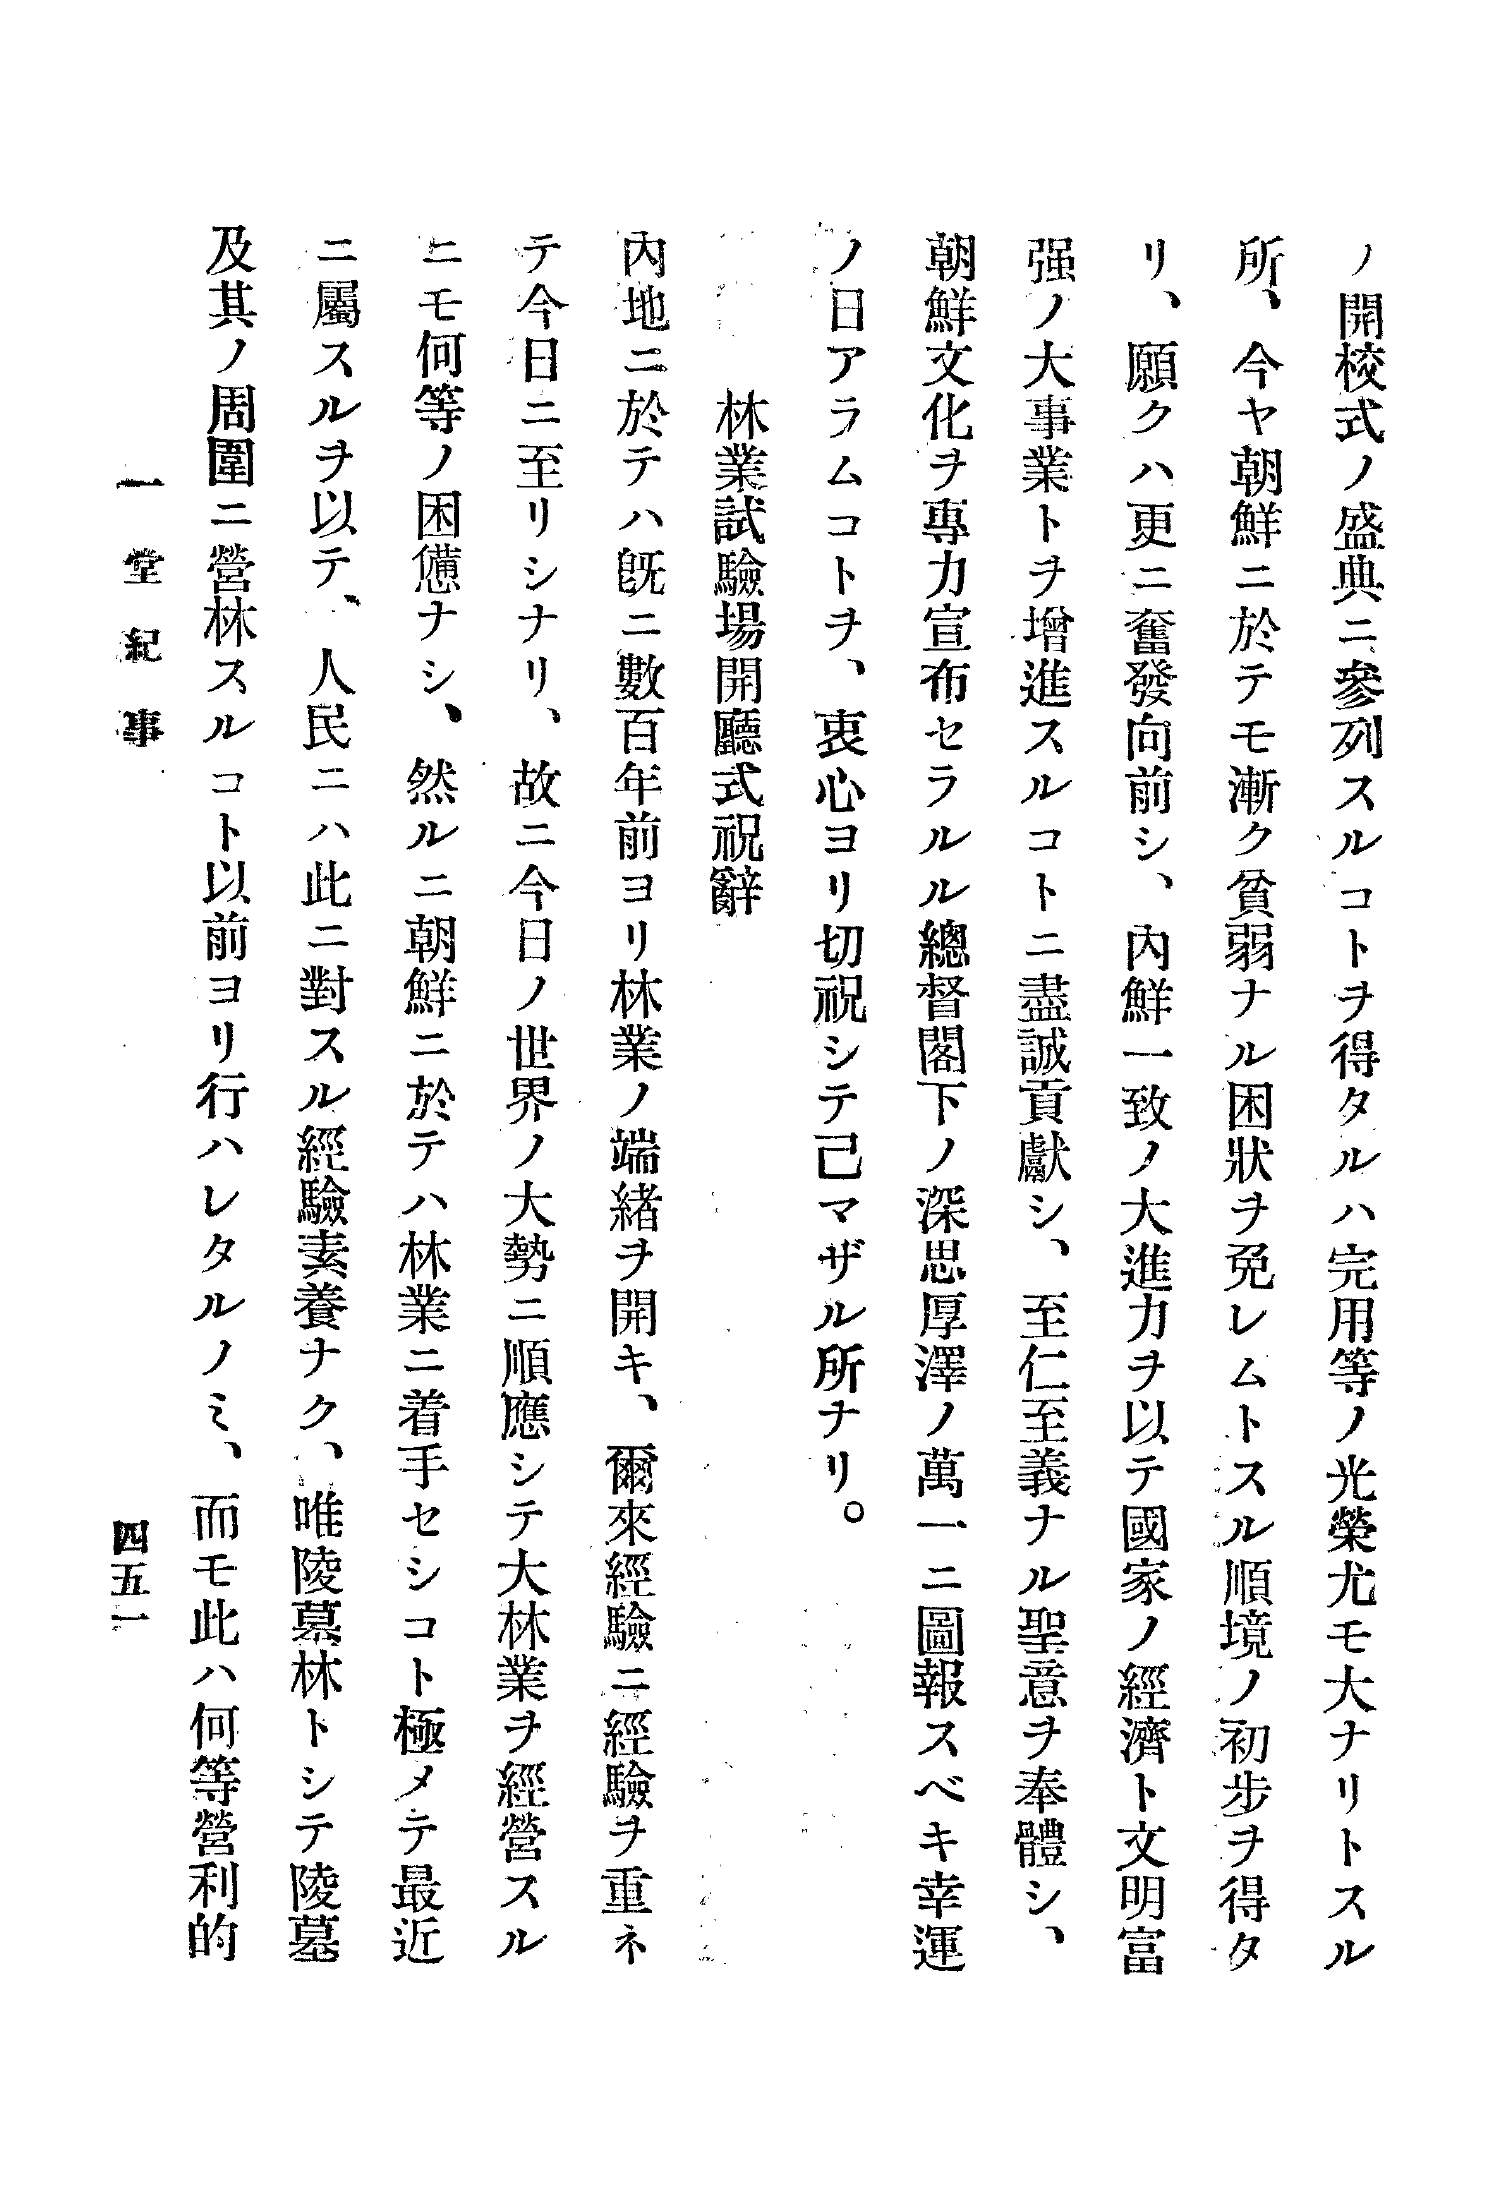 ノ開校式ノ盛典ニ參列スルコトヲ得タルハ完用等ノ光榮尤モ大ナリトスル
所、今ヤ朝鮮ニ於テモ漸ク貧弱ナル困狀ヲ免レムトスル順境ノ初步ヲ得タ
リ、願クハ更ニ奮發向前シ、內鮮一致ノ大進力ヲ以テ國家ノ經濟ト文明富
强ノ大事業トヲ增進スルコトニ盡誠貢獻シ、至仁至義ナル聖意ヲ奉體シ、
朝鮮文化ヲ專力宣布セラルル總督閣下ノ深思厚澤ノ萬一ニ圖報スベキ幸運
ノ日アラムコトヲ、衷心ヨリ切祝シテ已マザル所ナリ。
林業試驗場開廳式祝辭
內地ニ於テハ旣ニ數百年前ヨリ林業ノ端緖ヲ開キ、爾來經驗ニ經驗ヲ重ネ
テ今日ニ至リシナリ、故ニ今日ノ世界ノ大勢ニ順應シテ大林業ヲ經營スル
ニモ何等ノ困憊ナシ、然ルニ朝鮮ニ於テハ林業ニ着手セシコト極メテ最近
ニ屬スルヲ以テ、人民ニハ此ニ對スル經驗素養ナク、唯陵墓林トシテ陵墓
及其ノ周圍ニ營林スルコト以前ヨリ行ハレタルノミ、而モ此ハ何等營利的
一堂紀事
四五一